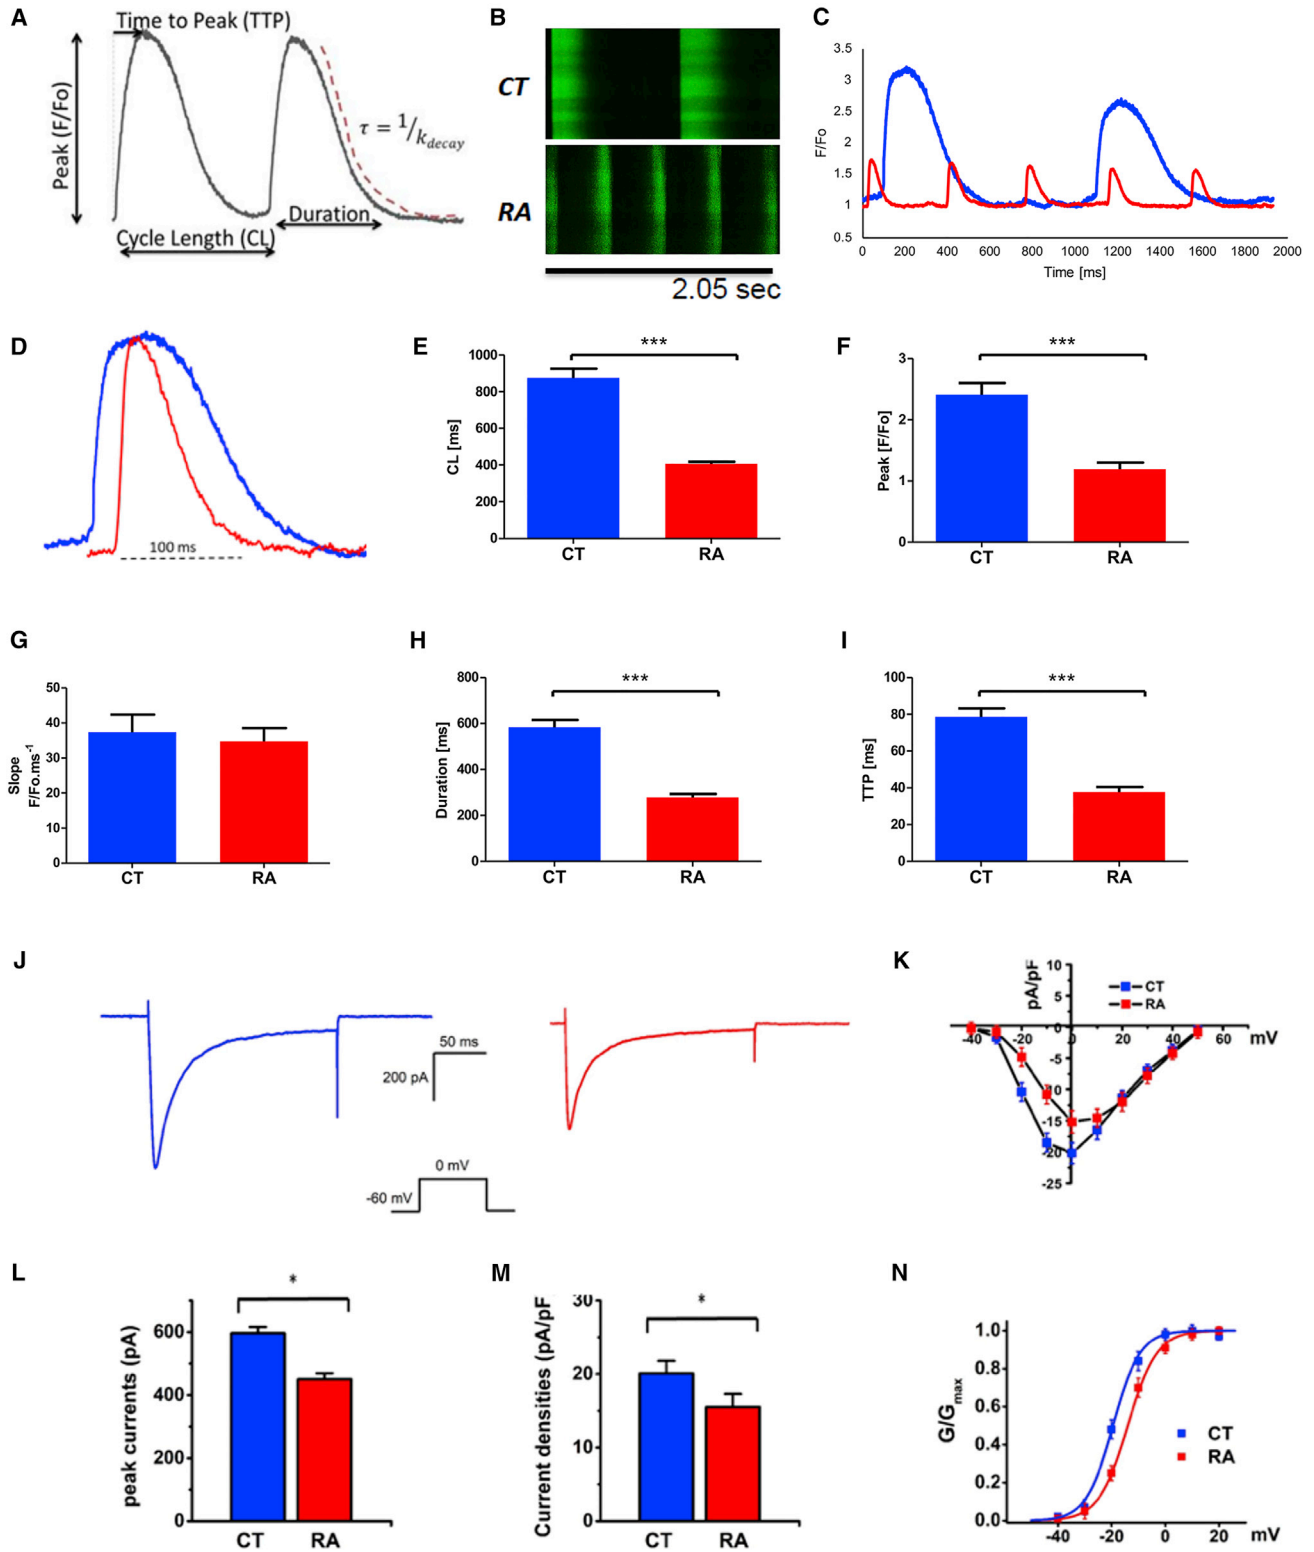 A
Time to Peak (TTP)
Peak (F/Fo)
τ = 1/k_decay
Duration
Cycle Length (CL)
B
CT
RA
2.05 sec
C
3.5
3
2.5
2
1.5
1
0.5
F/Fo
0 200 400 600 800 1000 1200 1400 1600 1800 2000
Time [ms]
D
100 ms
E
***
1000
800
600
400
200
0
CL [ms]
CT RA
F
***
3
2
1
0
Peak [F/Fo]
CT RA
G
50
40
30
20
10
0
Slope
F/Fo.ms-1
CT RA
H
***
800
600
400
200
0
Duration [ms]
CT RA
I
***
100
80
60
40
20
0
TTP [ms]
CT RA
J
50 ms
200 pA
0 mV
-60 mV
K
pA/pF
10
5
0
-5
-10
-15
-20
-25
CT
RA
-40 -20 20 40 60 mV
L
*
600
400
200
0
peak currents (pA)
CT RA
M
*
30
20
10
0
Current densities (pA/pF
CT RA
N
1.0
0.8
0.6
0.4
0.2
0.0
G/Gmax
CT
RA
-40 -20 0 20 mV